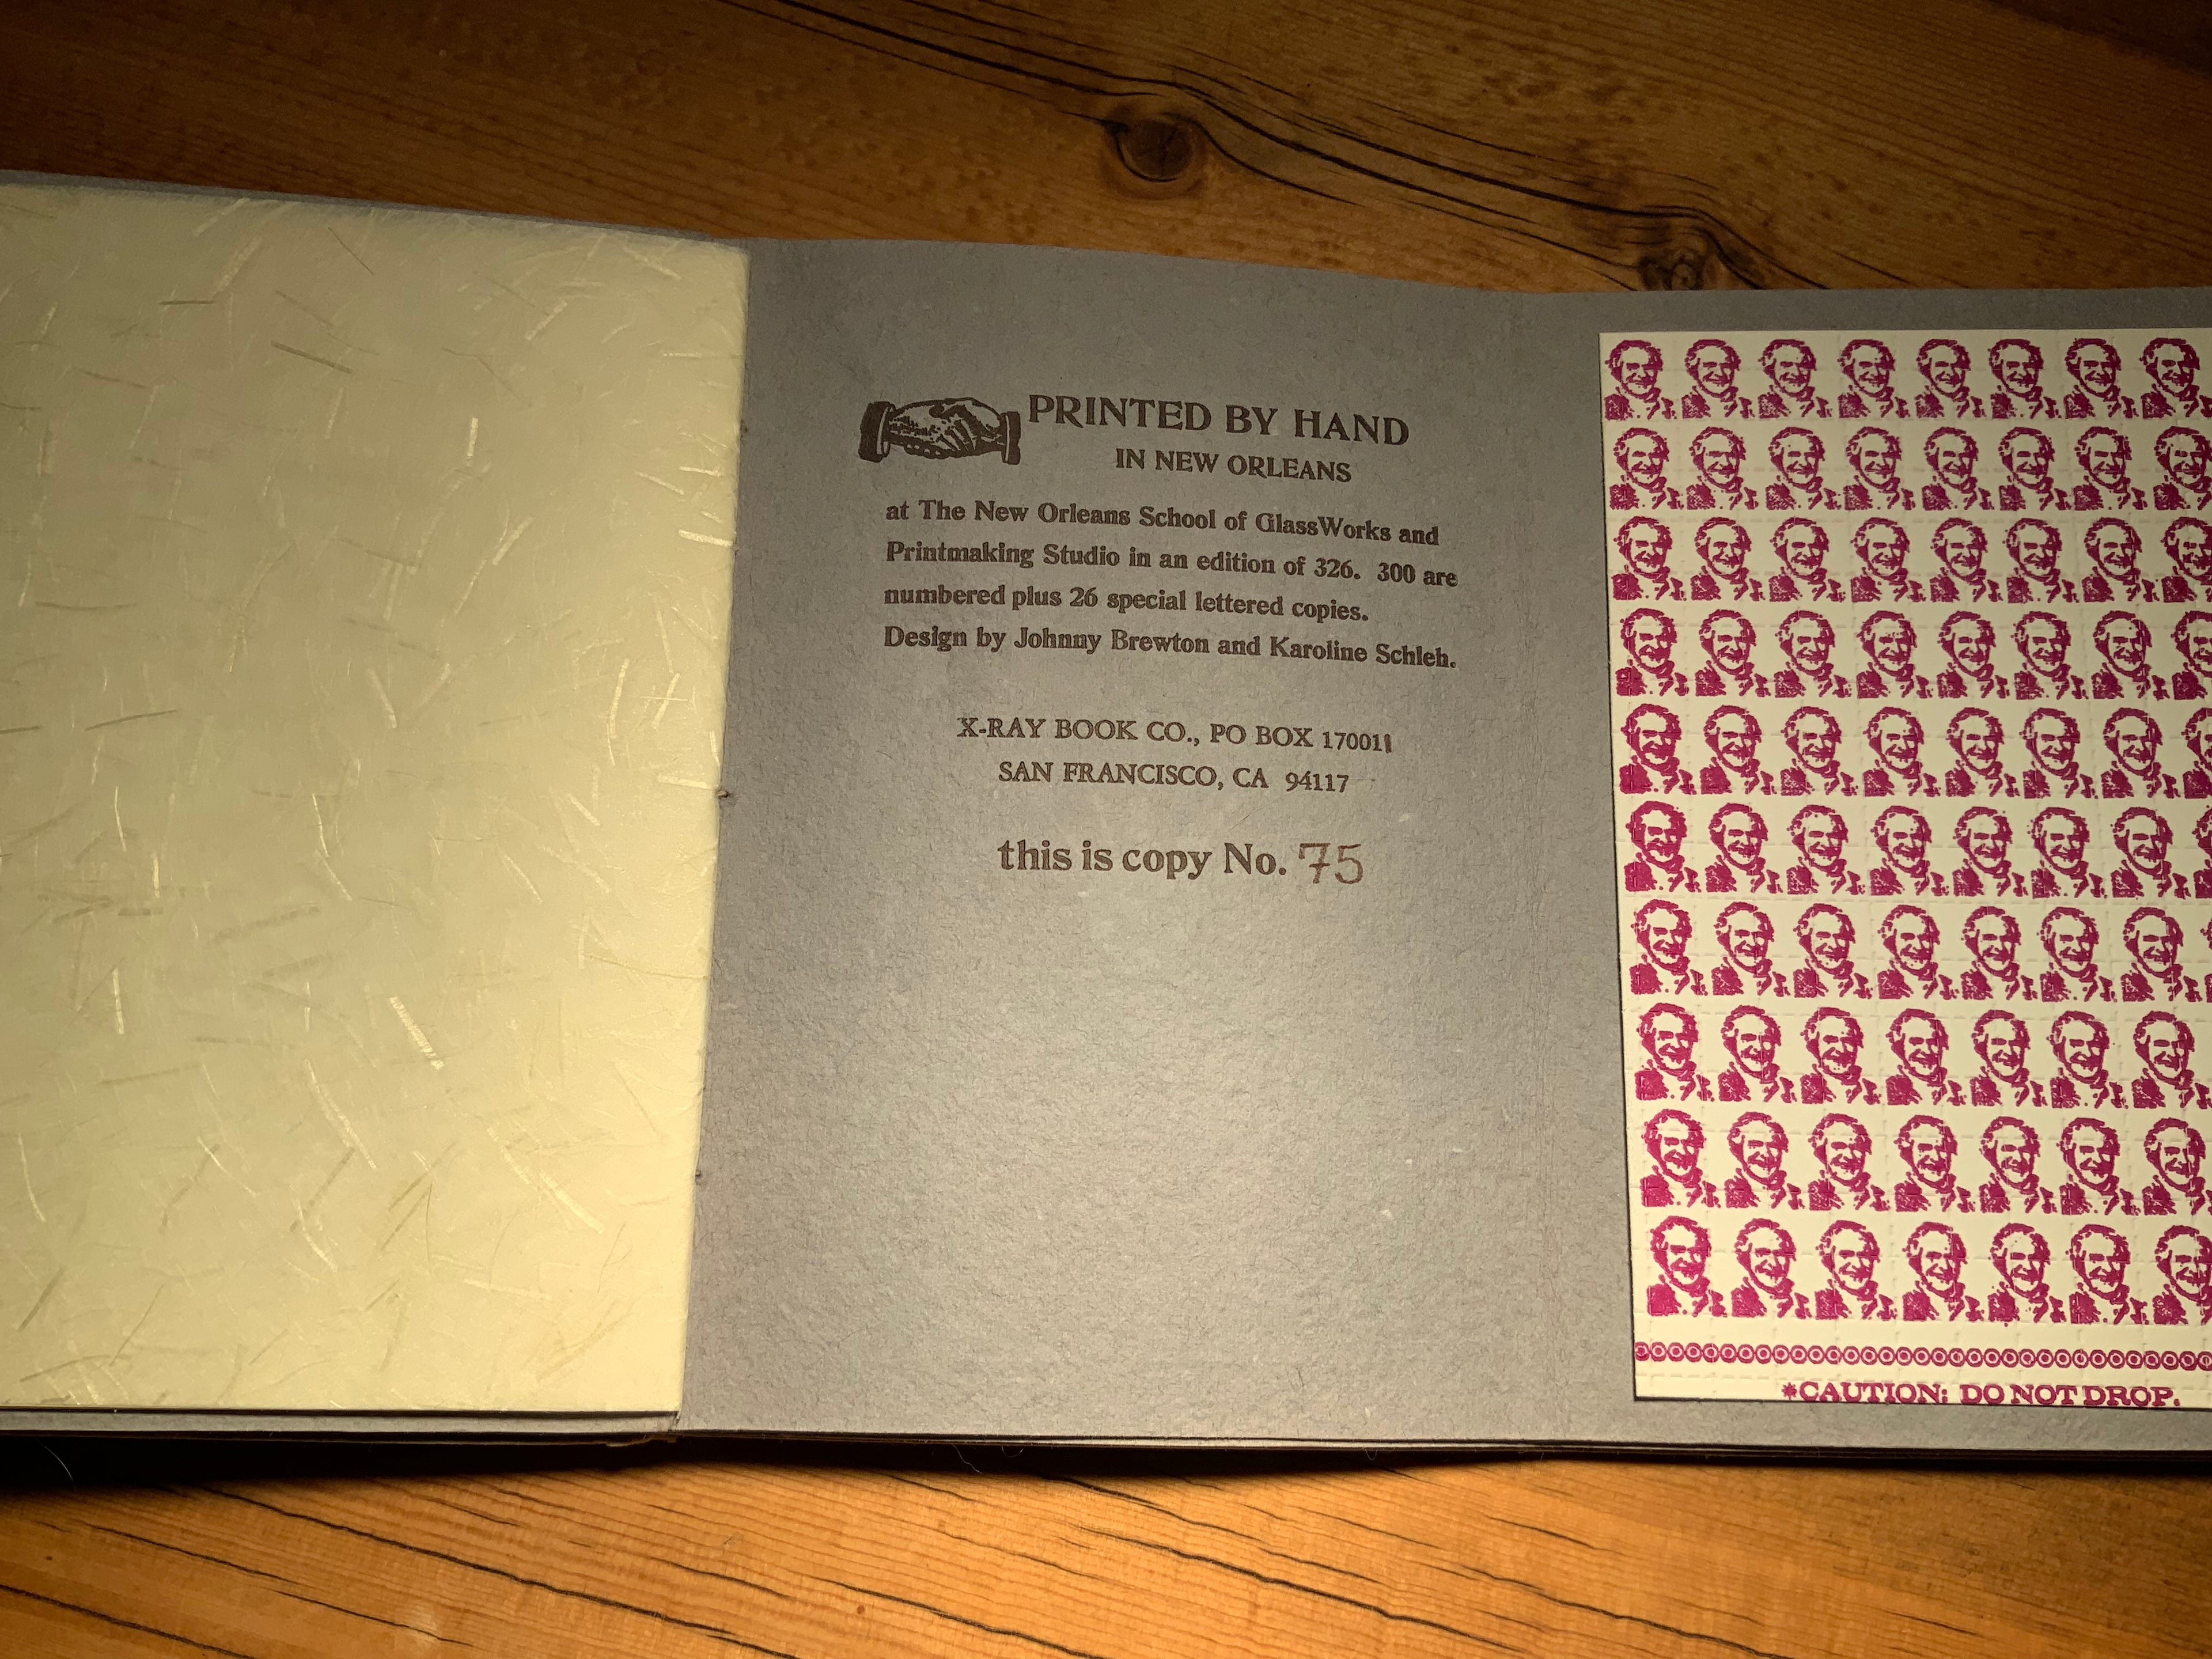 PRINTED BY HAND
IN NEW ORLEANS
at The New Orleans School of GlassWorks and
Printmaking Studio in an edition of 326. 300 are
numbered plus 26 special lettered copies.
Design by Johnny Brewton and Karoline Schleh.
X-RAY BOOK CO., PO BOX 170011
SAN FRANCISCO, CA 94117
this is copy No. 75
*CAUTION: DO NOT DROP.